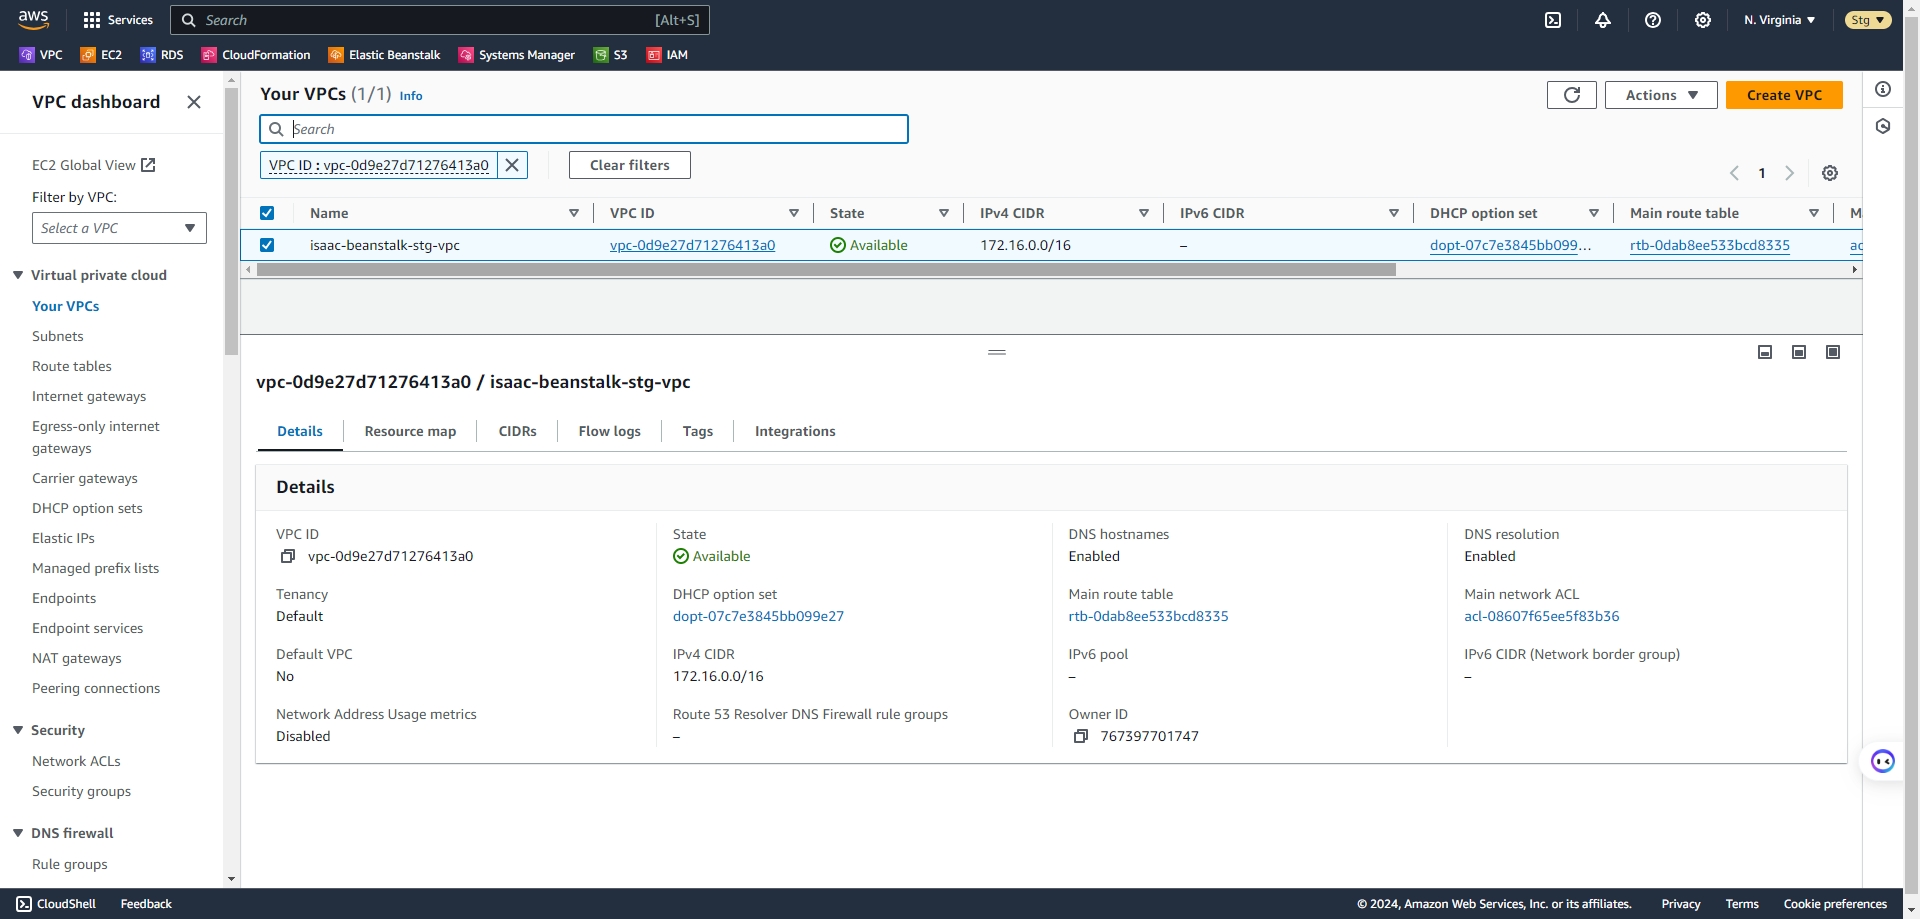 aws
Services
Search
[Alt+S]
N. Virginia
Stg
VPC
EC2
RDS
CloudFormation
Elastic Beanstalk
Systems Manager
S3
IAM
VPC dashboard
EC2 Global View
Filter by VPC:
Select a VPC
Virtual private cloud
Your VPCs
Subnets
Route tables
Internet gateways
Egress-only internet
gateways
Carrier gateways
DHCP option sets
Elastic IPs
Managed prefix lists
Endpoints
Endpoint services
NAT gateways
Peering connections
Security
Network ACLs
Security groups
DNS firewall
Rule groups
Your VPCs (1/1) Info
Actions
Create VPC
Search
VPC ID : vpc-0d9e27d71276413a0
Clear filters
1
Name
VPC ID
State
IPv4 CIDR
IPv6 CIDR
DHCP option set
Main route table
M
isaac-beanstalk-stg-vpc
vpc-0d9e27d71276413a0
Available
172.16.0.0/16
–
dopt-07c7e3845bb099...
rtb-0dab8ee533bcd8335
ac
vpc-0d9e27d71276413a0 / isaac-beanstalk-stg-vpc
Details
Resource map
CIDRs
Flow logs
Tags
Integrations
Details
VPC ID
vpc-0d9e27d71276413a0
State
Available
DNS hostnames
Enabled
DNS resolution
Enabled
Tenancy
Default
DHCP option set
dopt-07c7e3845bb099e27
Main route table
rtb-0dab8ee533bcd8335
Main network ACL
acl-08607f65ee5f83b36
Default VPC
No
IPv4 CIDR
172.16.0.0/16
IPv6 pool
–
IPv6 CIDR (Network border group)
–
Network Address Usage metrics
Disabled
Route 53 Resolver DNS Firewall rule groups
–
Owner ID
767397701747
CloudShell
Feedback
© 2024, Amazon Web Services, Inc. or its affiliates.
Privacy
Terms
Cookie preferences